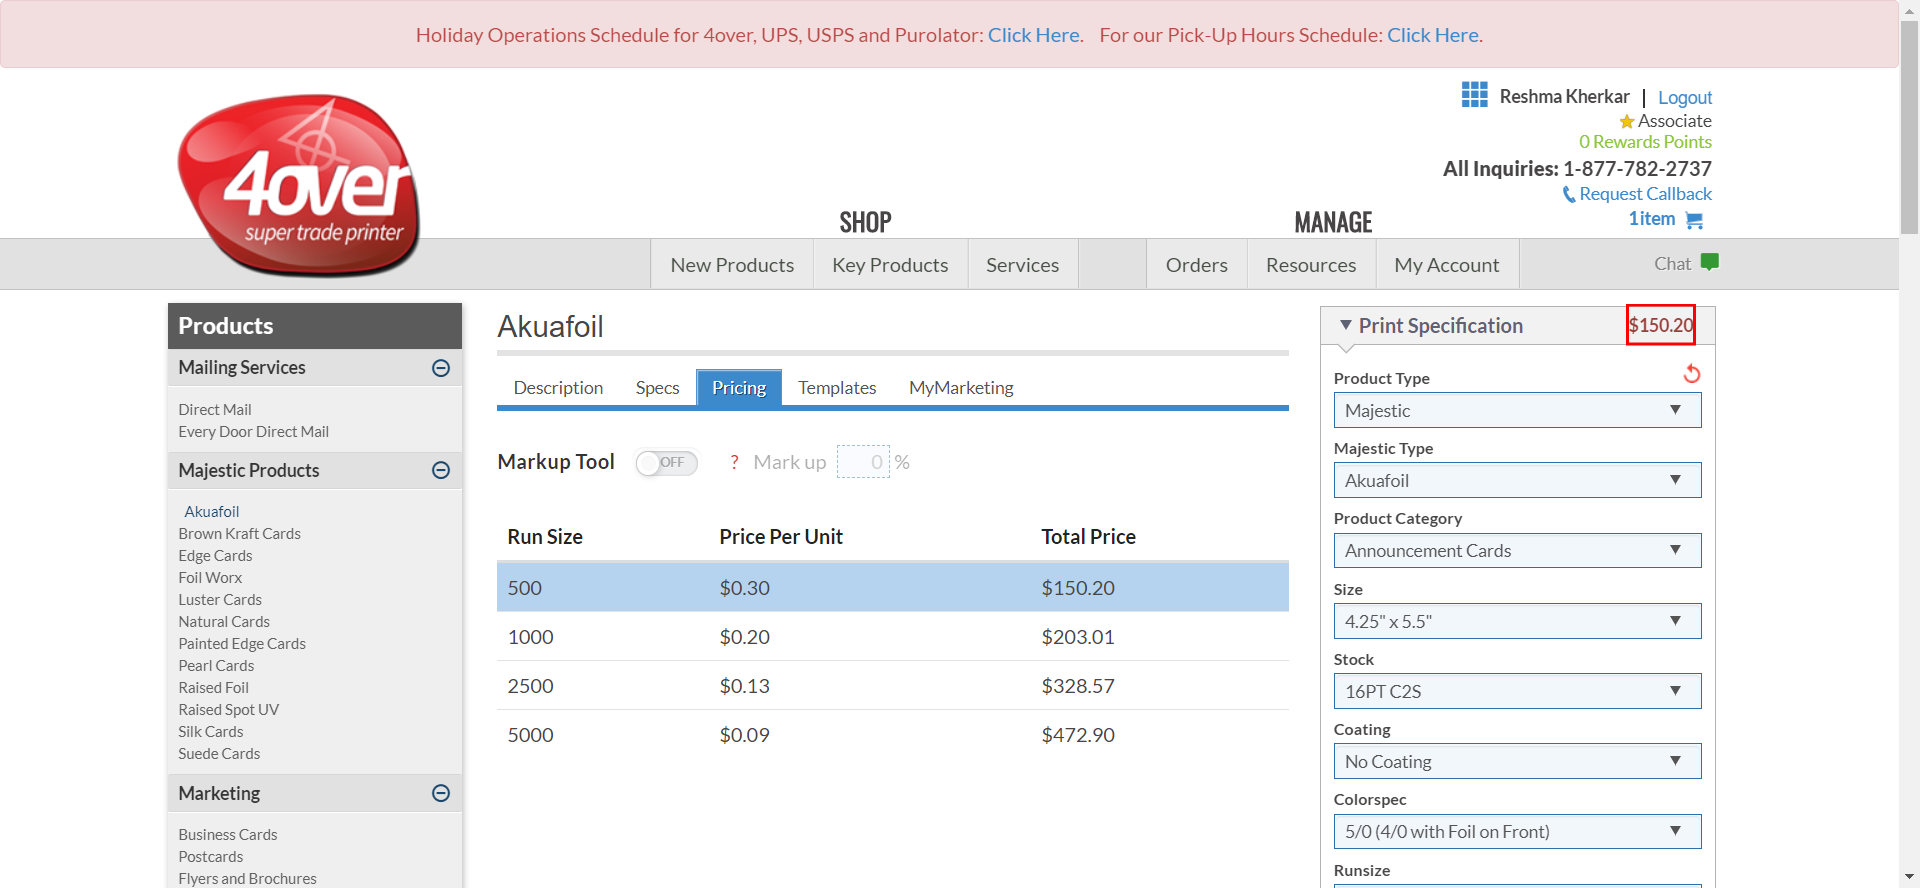 Holiday Operations Schedule for 4over, UPS, USPS and Purolator: Click Here. For our Pick-Up Hours Schedule: Click Here.
4over
super trade printer
Reshma Kherkar | Logout
Associate
0 Rewards Points
All Inquiries: 1-877-782-2737
Request Callback
1item
SHOP
MANAGE
New Products
Key Products
Services
Orders
Resources
My Account
Chat
Products
Mailing Services
Direct Mail
Every Door Direct Mail
Majestic Products
Akuafoil
Brown Kraft Cards
Edge Cards
Foil Worx
Luster Cards
Natural Cards
Painted Edge Cards
Pearl Cards
Raised Foil
Raised Spot UV
Silk Cards
Suede Cards
Marketing
Business Cards
Postcards
Flyers and Brochures
Akuafoil
Description
Specs
Pricing
Templates
MyMarketing
Markup Tool OFF ? Mark up 0 %
Run Size Price Per Unit Total Price
500 $0.30 $150.20
1000 $0.20 $203.01
2500 $0.13 $328.57
5000 $0.09 $472.90
Print Specification $150.20
Product Type
Majestic
Majestic Type
Akuafoil
Product Category
Announcement Cards
Size
4.25" x 5.5"
Stock
16PT C2S
Coating
No Coating
Colorspec
5/0 (4/0 with Foil on Front)
Runsize